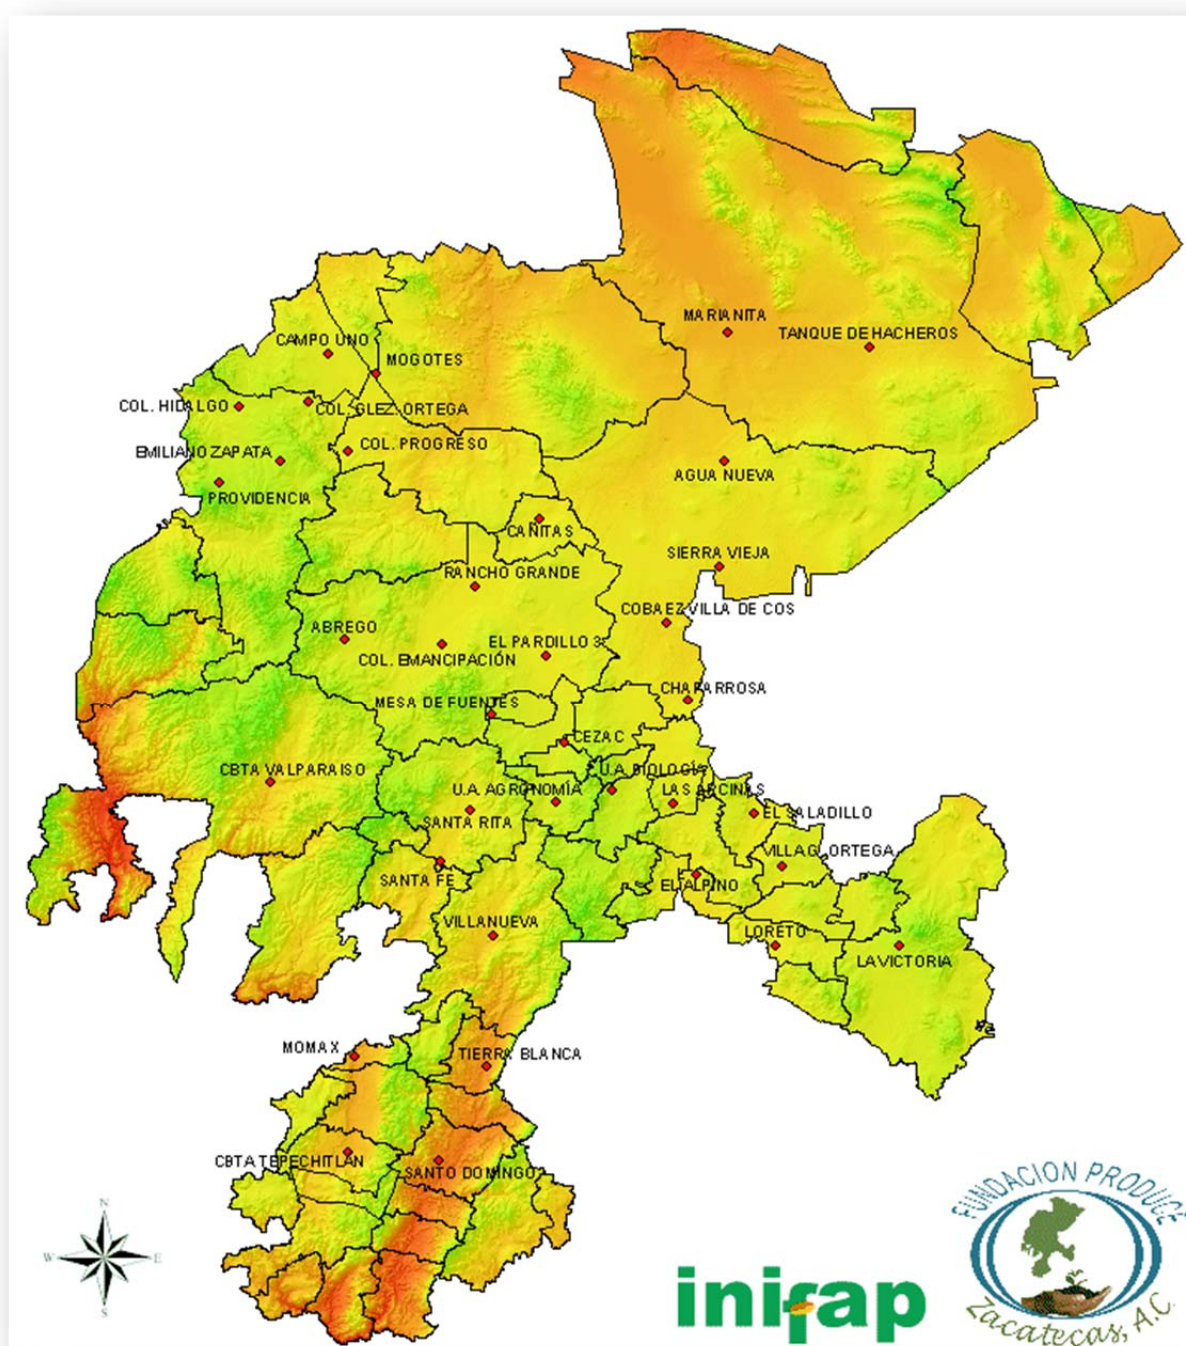 MARIANITA
TANQUE DE HACHEROS
CAMPO UNO
MOGOTES
COL. HIDALGO
COL. GLEZ. ORTEGA
COL. PROGRESO
EMILIANO ZAPATA
AGUA NUEVA
PROVIDENCIA
CAÑITAS
SIERRA VIEJA
RANCHO GRANDE
COBAEZ VILLA DE COS
ABREGO
EL PARDILLO 3
COL. EMANCIPACIÓN
CHAPARROSA
MESA DE FUENTES
CEZAC
CBTA VALPARAISO
U.A. BIOLOGÍA
U.A. AGRONOMÍA
LAS ARCINAS
SANTA RITA
EL SALADILLO
VILLA G. ORTEGA
SANTA FE
EL ALPINO
VILLANUEVA
LORETO
LA VICTORIA
MOMAX
TIERRA BLANCA
CBTA TEPECHITLÁN
SANTO DOMINGO
N
W E
S
inifap
FUNDACION PRODUCE
Zacatecas, A.C.